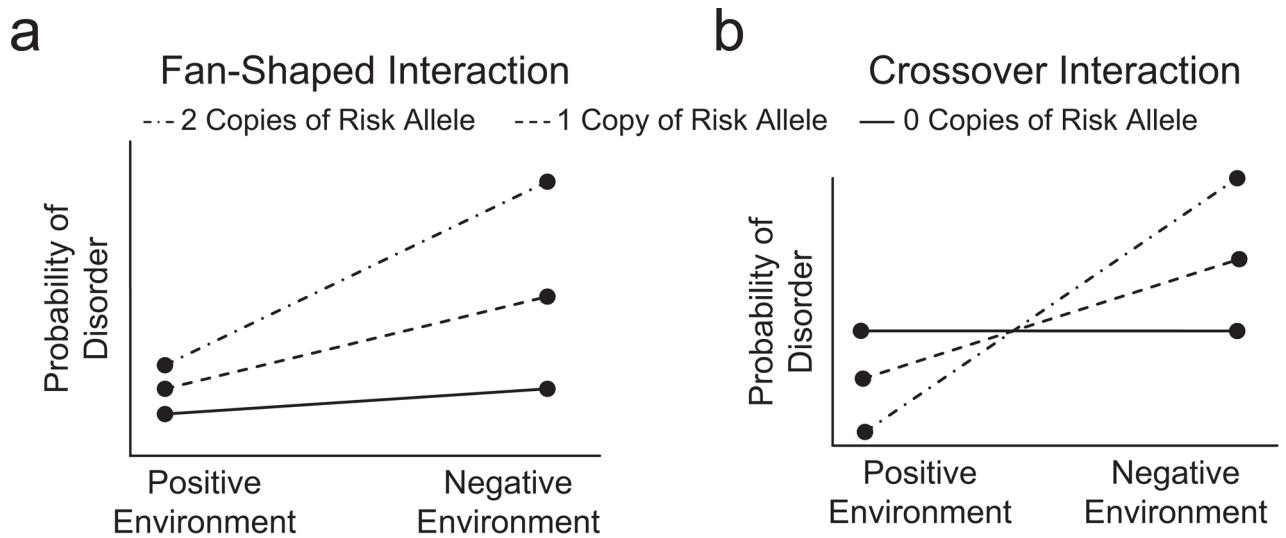 a
Fan-Shaped Interaction
b
Crossover Interaction
2 Copies of Risk Allele
1 Copy of Risk Allele
0 Copies of Risk Allele
Probability of
Disorder
Positive
Environment
Negative
Environment
Probability of
Disorder
Positive
Environment
Negative
Environment